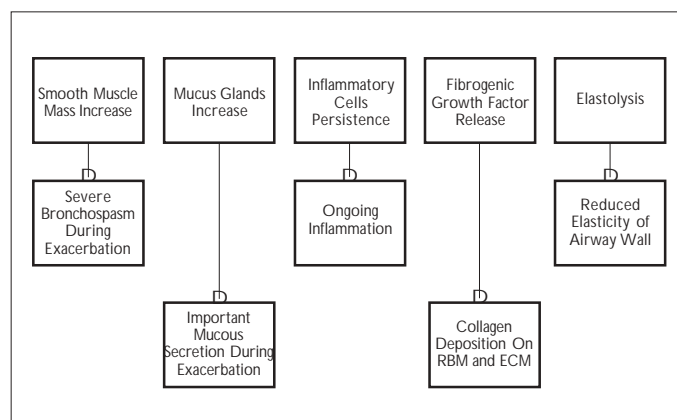 Smooth Muscle
Mass Increase
Mucus Glands
Increase
Inflammatory
Cells
Persistence
Fibrogenic
Growth Factor
Release
Elastolysis
D
D
D
Severe
Bronchospasm
During
Exacerbation
Ongoing
Inflammation
Reduced
Elasticity of
Airway Wall
D
D
Important
Mucous
Secretion During
Exacerbation
Collagen
Deposition On
RBM and ECM